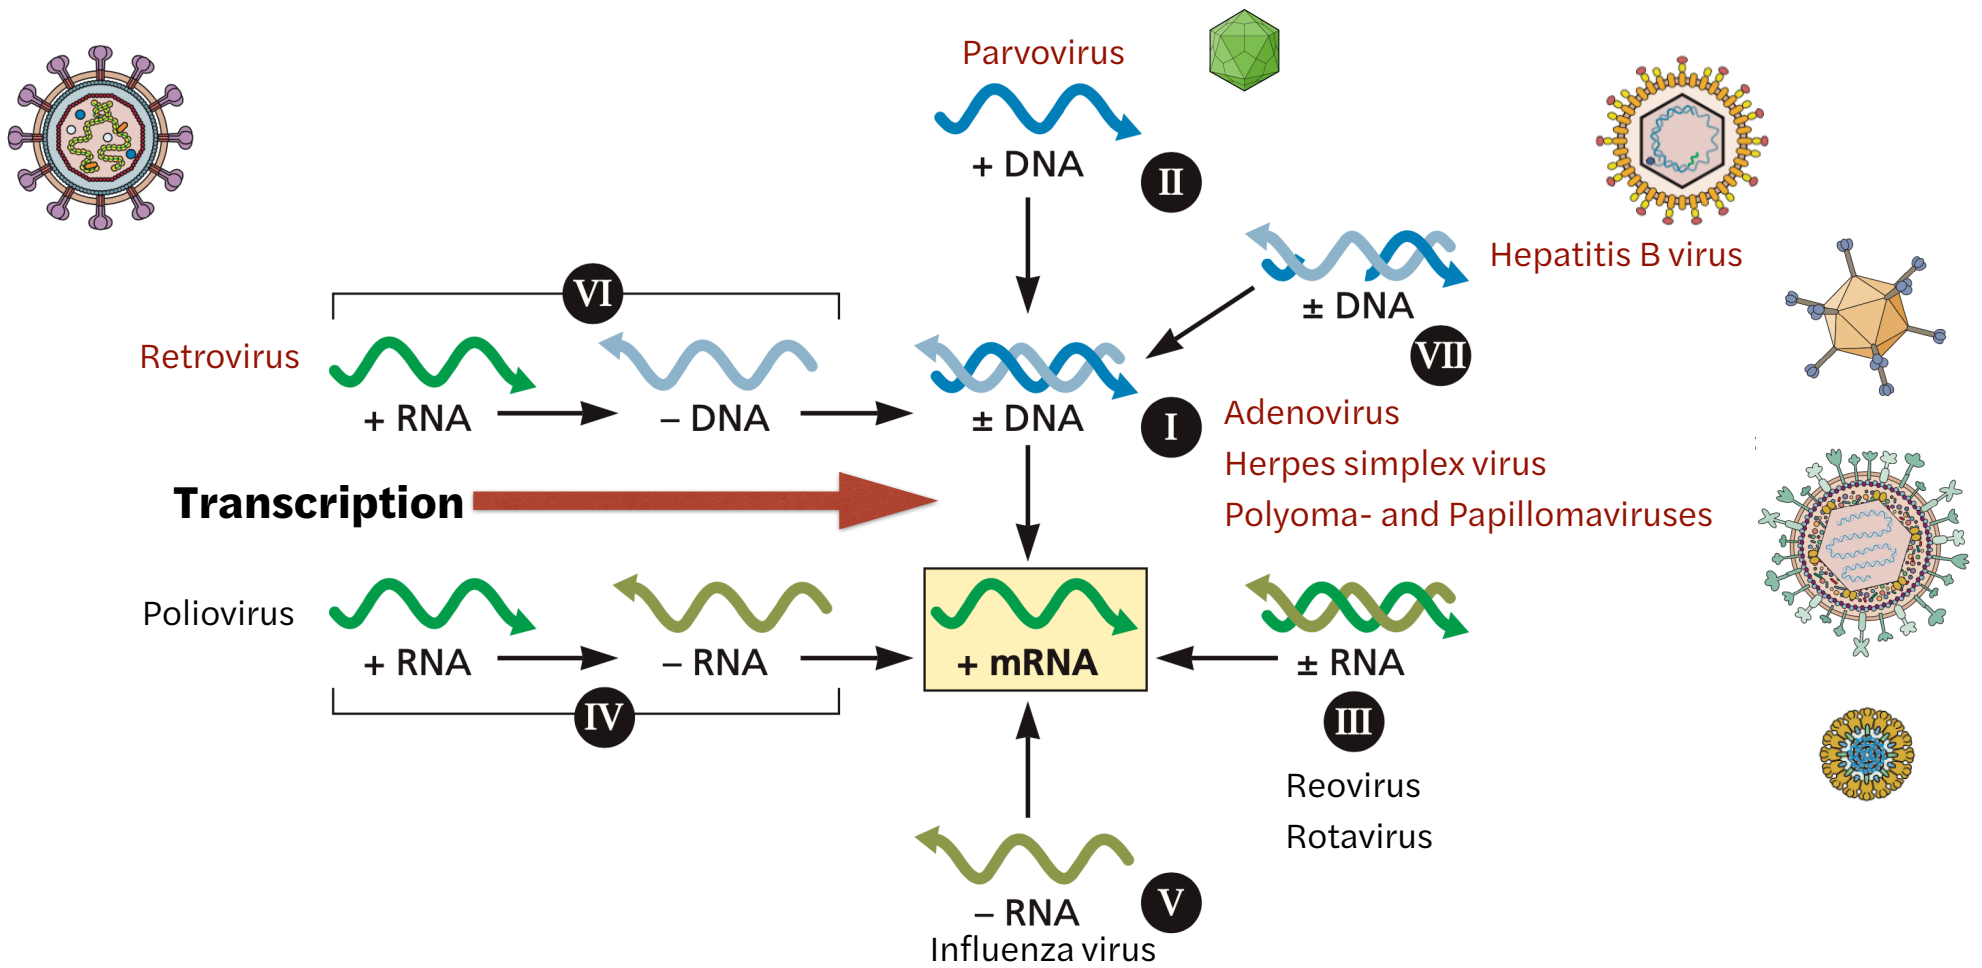 Parvovirus
+ DNA
II
Hepatitis B virus
± DNA
VII
VI
Retrovirus
+ RNA
– DNA
± DNA
I
Adenovirus
Herpes simplex virus
Polyoma- and Papillomaviruses
Transcription
Poliovirus
+ RNA
– RNA
+ mRNA
± RNA
IV
III
Reovirus
Rotavirus
– RNA
V
Influenza virus